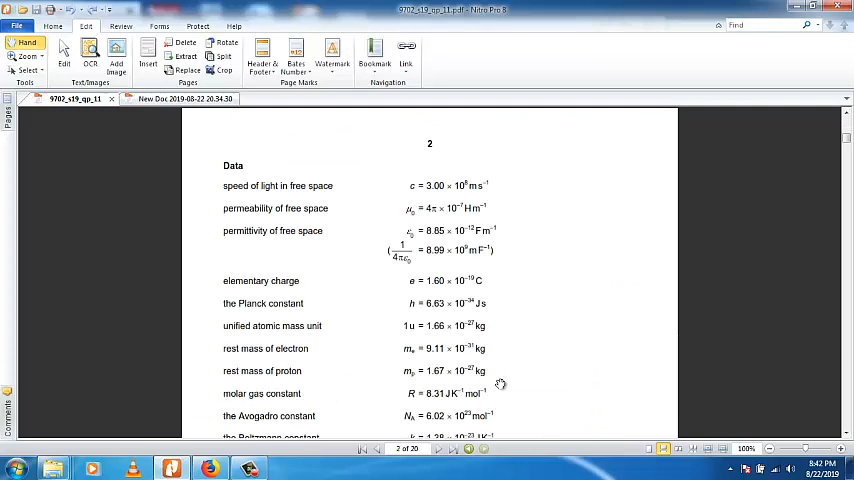 9702_s19_qp_11.pdf - Nitro Pro 8
File Home Edit Review Forms Protect Help
Find
Hand
Zoom
Select
Tools
Edit
OCR
Add Image
Text/Images
Insert
Delete
Extract
Replace
Rotate
Split
Crop
Pages
Header & Footer
Bates Number
Watermark
Page Marks
Bookmark
Link
Navigation
9702_s19_qp_11
New Doc 2019-08-22 20.34.30
Pages
Comments
2
Data
speed of light in free space c = 3.00 × 10⁸ m s⁻¹
permeability of free space μ₀ = 4π × 10⁻⁷ H m⁻¹
permittivity of free space ε₀ = 8.85 × 10⁻¹² F m⁻¹
(1/4πε₀ = 8.99 × 10⁹ m F⁻¹)
elementary charge e = 1.60 × 10⁻¹⁹ C
the Planck constant h = 6.63 × 10⁻³⁴ J s
unified atomic mass unit 1 u = 1.66 × 10⁻²⁷ kg
rest mass of electron mₑ = 9.11 × 10⁻³¹ kg
rest mass of proton mₚ = 1.67 × 10⁻²⁷ kg
molar gas constant R = 8.31 J K⁻¹ mol⁻¹
the Avogadro constant N_A = 6.02 × 10²³ mol⁻¹
the Boltzmann constant k = 1.38 × 10⁻²³ J K⁻¹
2 of 20
100%
8:42 PM
8/22/2019